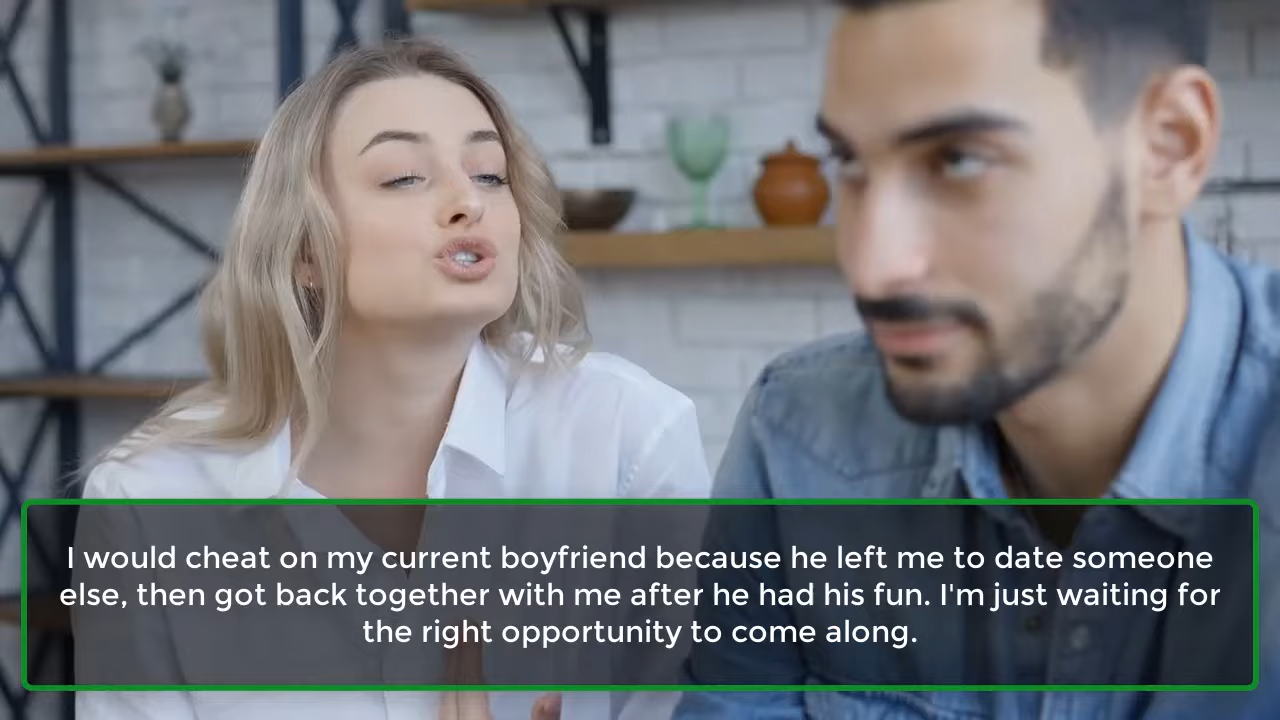 I would cheat on my current boyfriend because he left me to date someone
else, then got back together with me after he had his fun. I'm just waiting for
the right opportunity to come along.